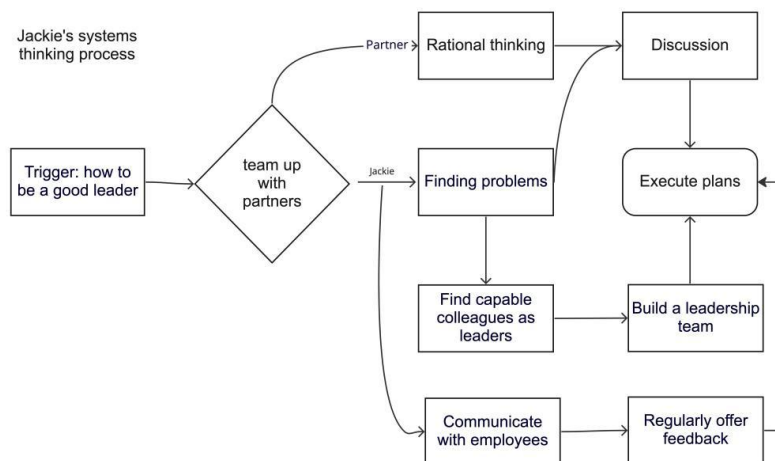 Jackie's systems
thinking process
Partner
Rational thinking
Discussion
Trigger: how to
be a good leader
team up
with
partners
Jackie
Finding problems
Execute plans
Find capable
colleagues as
leaders
Build a leadership
team
Communicate
with employees
Regularly offer
feedback